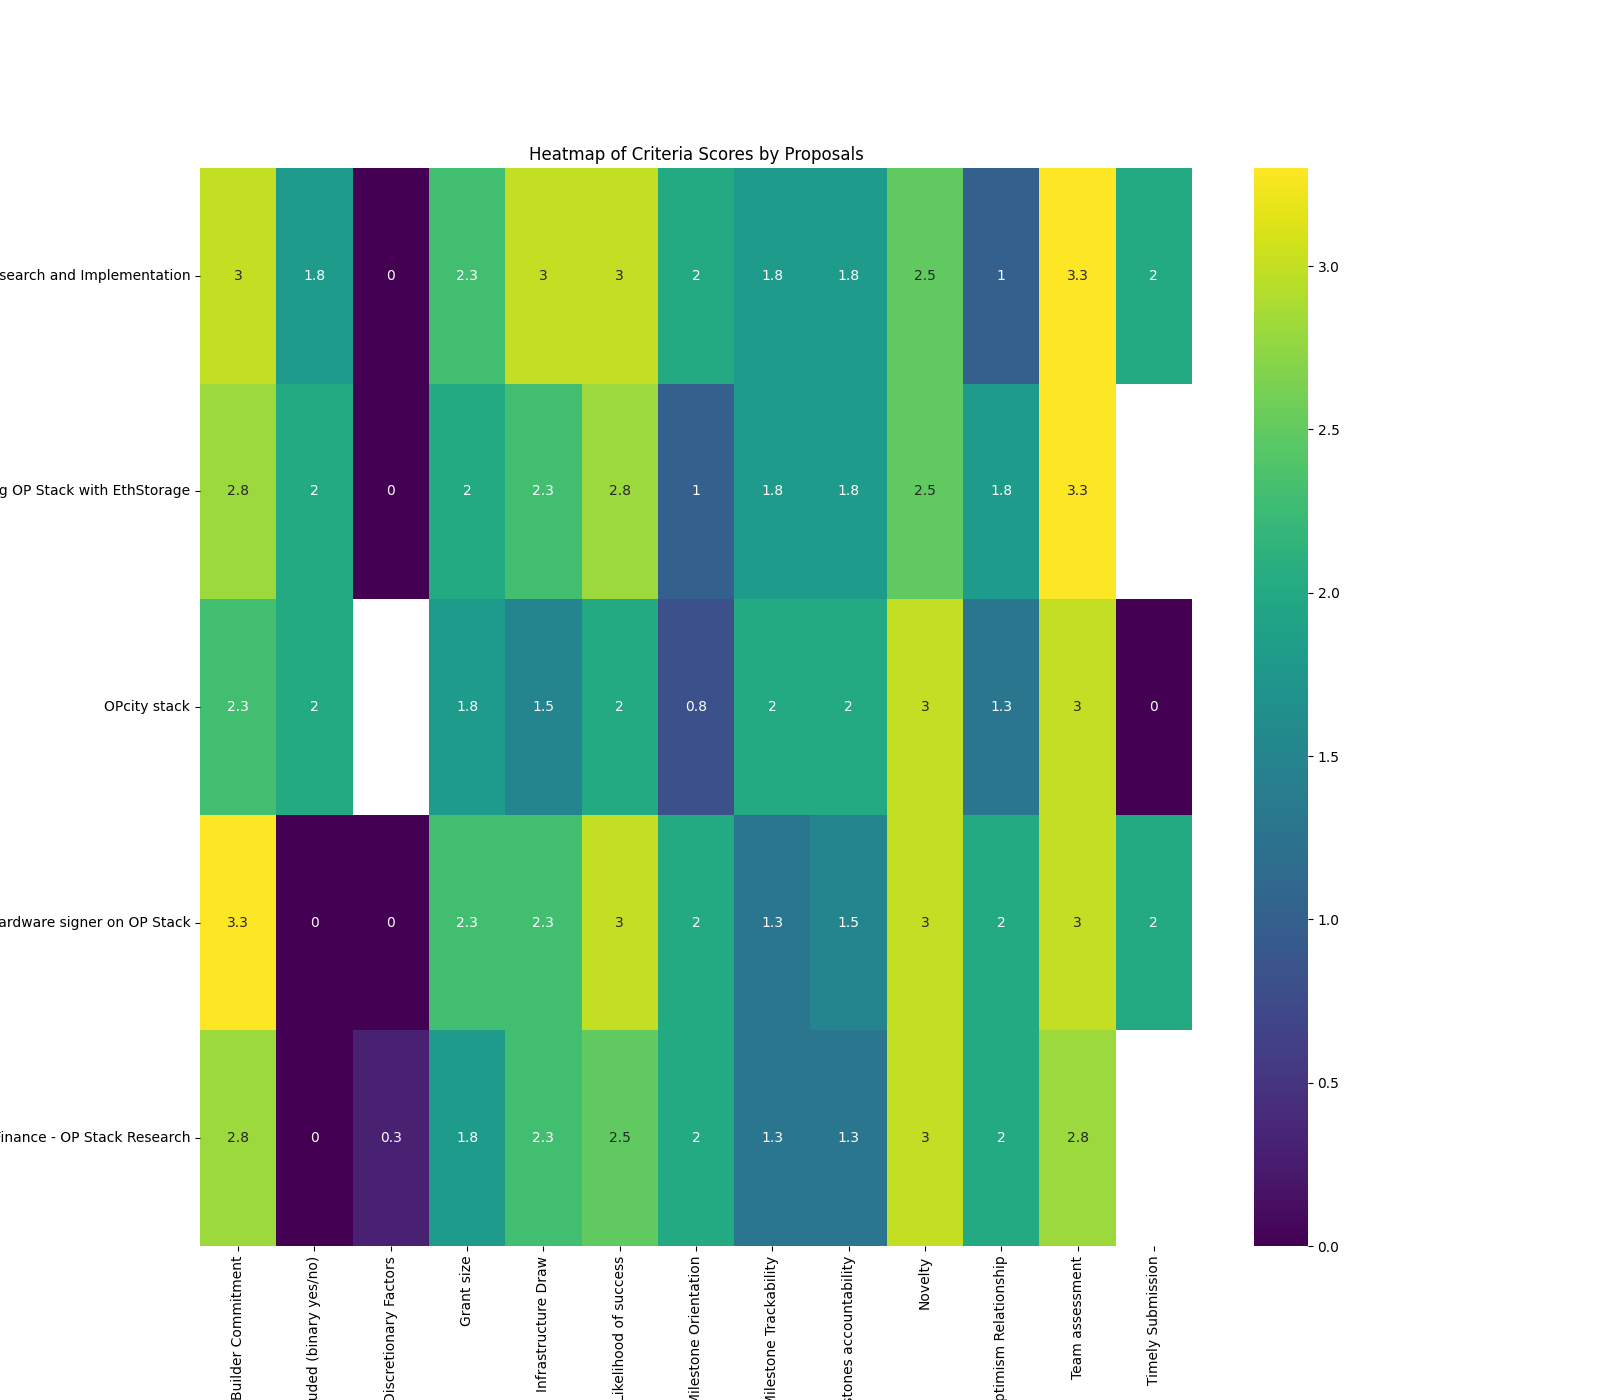 Heatmap of Criteria Scores by Proposals
search and Implementation
3 1.8 0 2.3 3 3 2 1.8 1.8 2.5 1 3.3 2
g OP Stack with EthStorage
2.8 2 0 2 2.3 2.8 1 1.8 1.8 2.5 1.8 3.3
OPcity stack
2.3 2 1.8 1.5 2 0.8 2 2 3 1.3 3 0
ardware signer on OP Stack
3.3 0 0 2.3 2.3 3 2 1.3 1.5 3 2 3 2
Finance - OP Stack Research
2.8 0 0.3 1.8 2.3 2.5 2 1.3 1.3 3 2 2.8
Builder Commitment
uded (binary yes/no)
Discretionary Factors
Grant size
Infrastructure Draw
Likelihood of success
Milestone Orientation
Milestone Trackability
stones accountability
Novelty
ptimism Relationship
Team assessment
Timely Submission
3.0
2.5
2.0
1.5
1.0
0.5
0.0